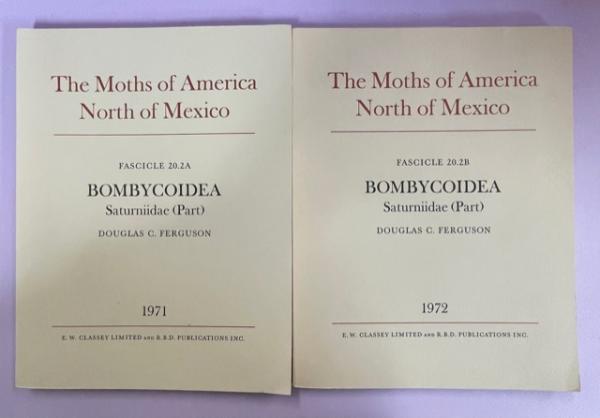 The Moths of America
North of Mexico
FASCICLE 20.2A
BOMBYCOIDEA
Saturniidae (Part)
DOUGLAS C. FERGUSON
1971
E. W. CLASSEY LIMITED AND R.B.D. PUBLICATIONS INC.
The Moths of America
North of Mexico
FASCICLE 20.2B
BOMBYCOIDEA
Saturniidae (Part)
DOUGLAS C. FERGUSON
1972
E. W. CLASSEY LIMITED AND R.B.D. PUBLICATIONS INC.